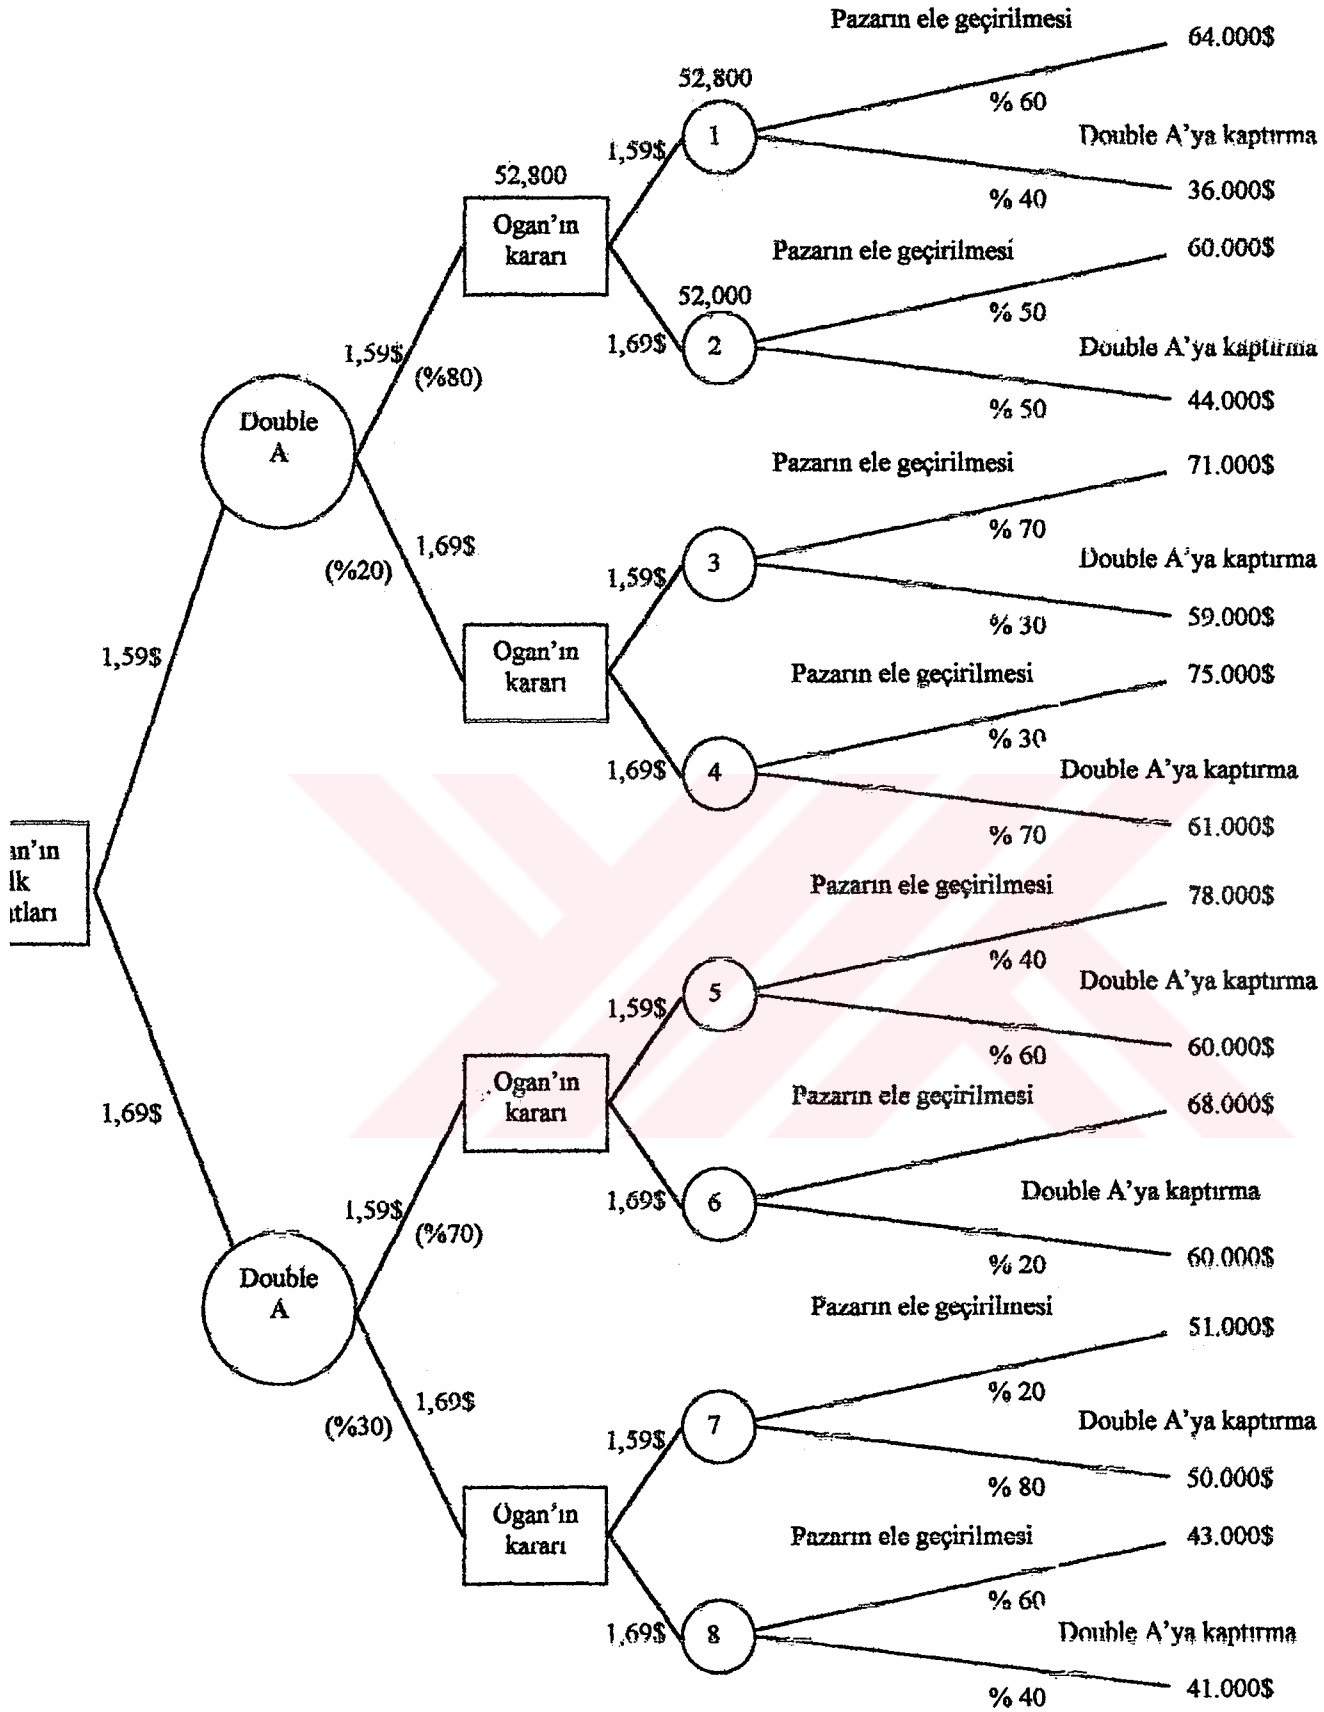 Pazarın ele geçirilmesi
64.000$
52,800
% 60
1,59$
1
Double A'ya kaptırma
52,800
% 40
36.000$
Ogan'ın
kararı
Pazarın ele geçirilmesi
60.000$
52,000
% 50
1,69$
2
Double A'ya kaptırma
1,59$
(%80)
% 50
44.000$
Double
A
Pazarın ele geçirilmesi
71.000$
% 70
1,69$
(%20)
1,59$
3
Double A'ya kaptırma
% 30
59.000$
Ogan'ın
kararı
1,59$
Pazarın ele geçirilmesi
75.000$
% 30
1,69$
4
Double A'ya kaptırma
% 70
61.000$
an'ın
lk
tları
Pazarın ele geçirilmesi
78.000$
% 40
1,59$
5
Double A'ya kaptırma
% 60
60.000$
Ogan'ın
kararı
1,69$
Pazarın ele geçirilmesi
68.000$
1,69$
6
Double A'ya kaptırma
1,59$
(%70)
% 20
60.000$
Double
A
Pazarın ele geçirilmesi
51.000$
% 20
1,69$
(%30)
1,59$
7
Double A'ya kaptırma
% 80
50.000$
Ogan'ın
kararı
Pazarın ele geçirilmesi
43.000$
% 60
1,69$
8
Double A'ya kaptırma
% 40
41.000$